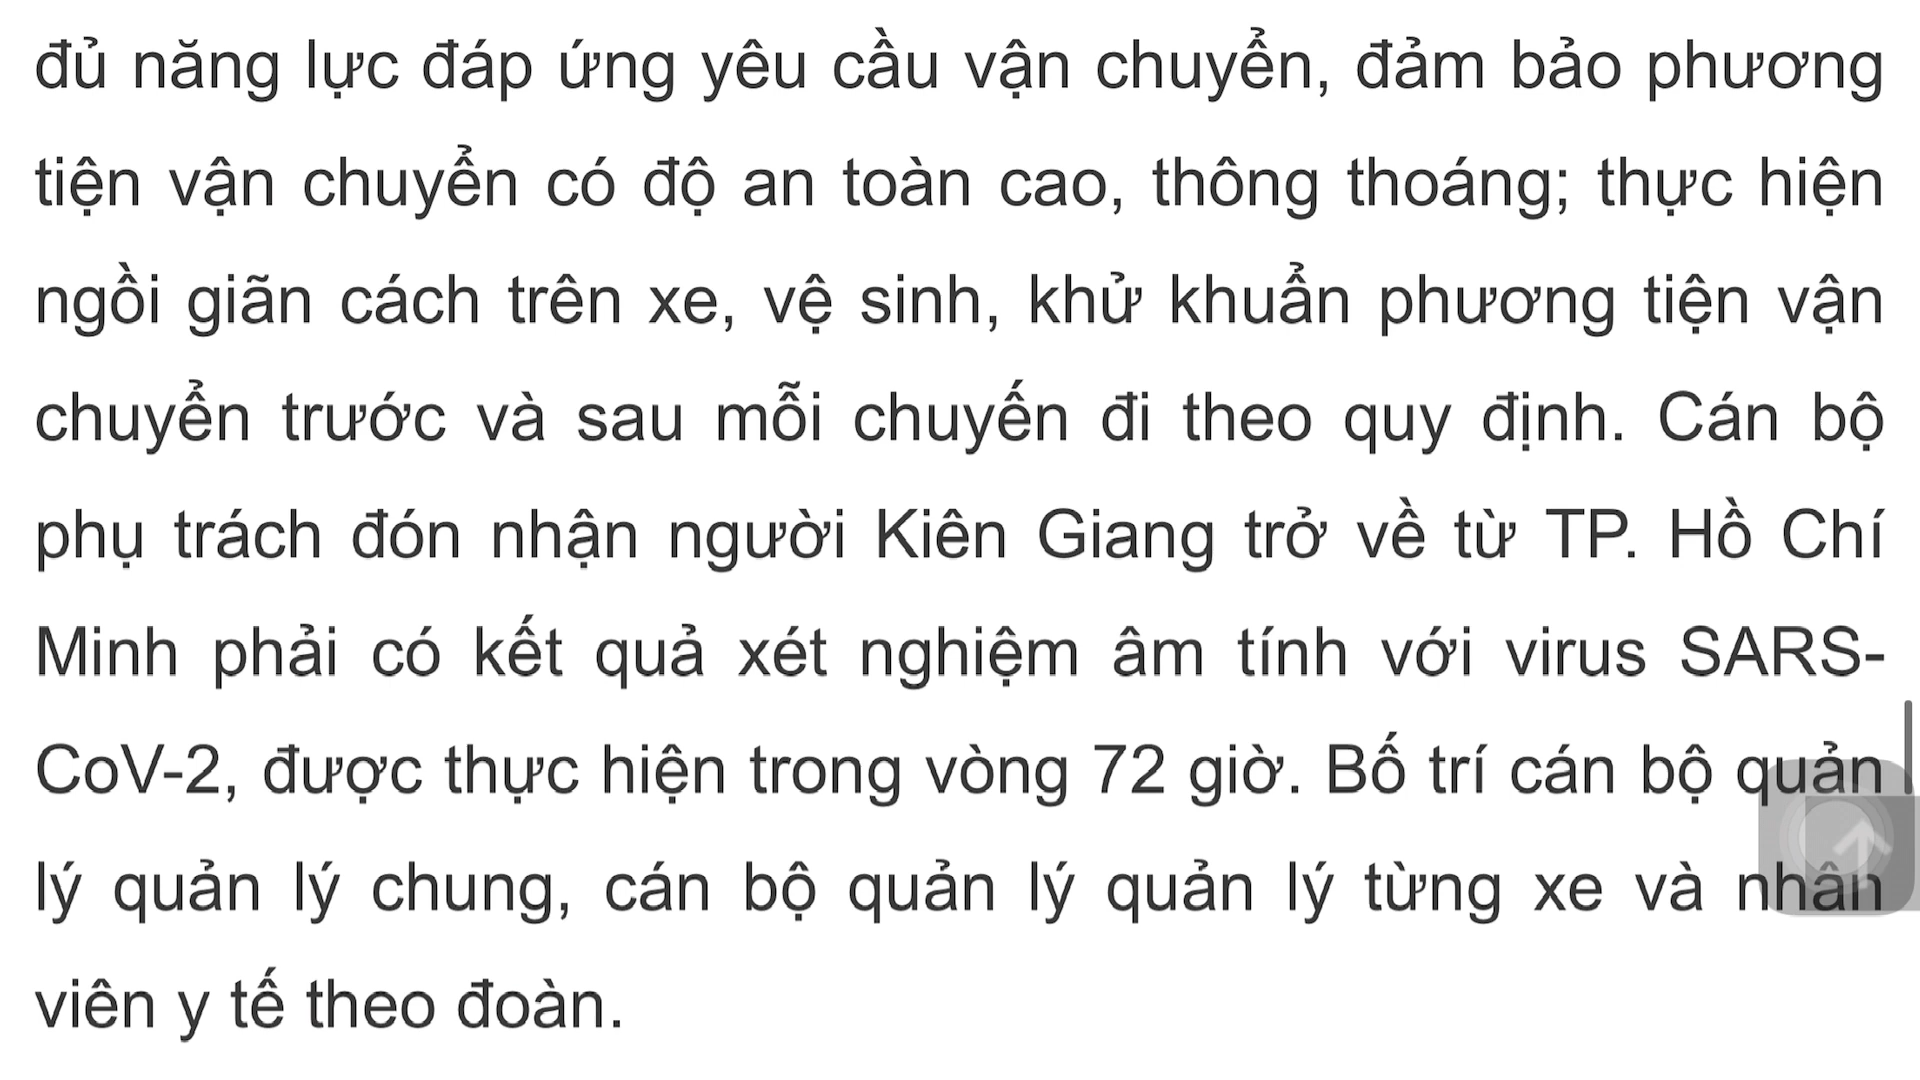 đủ năng lực đáp ứng yêu cầu vận chuyển, đảm bảo phương
tiện vận chuyển có độ an toàn cao, thông thoáng; thực hiện
ngồi giãn cách trên xe, vệ sinh, khử khuẩn phương tiện vận
chuyển trước và sau mỗi chuyến đi theo quy định. Cán bộ
phụ trách đón nhận người Kiên Giang trở về từ TP. Hồ Chí
Minh phải có kết quả xét nghiệm âm tính với virus SARS-
CoV-2, được thực hiện trong vòng 72 giờ. Bố trí cán bộ quản
lý quản lý chung, cán bộ quản lý quản lý từng xe và nhân
viên y tế theo đoàn.